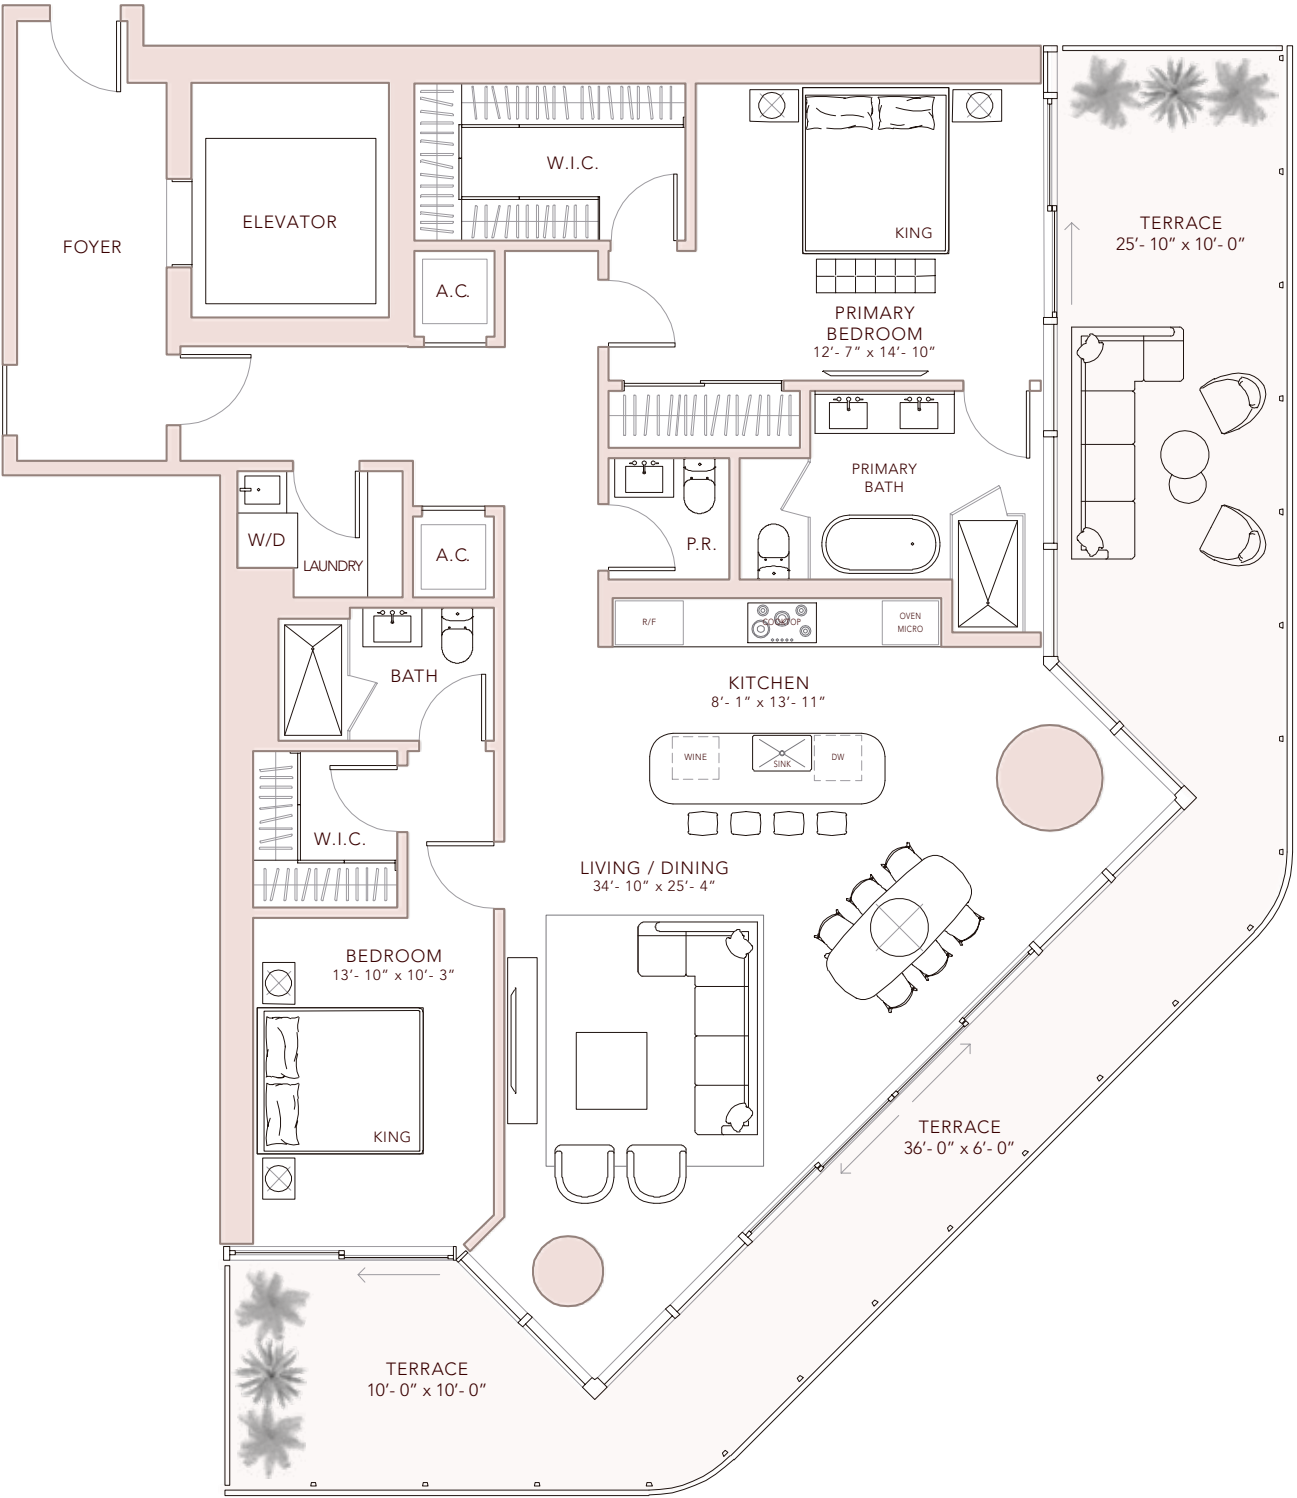 W.I.C.
ELEVATOR
FOYER
KING
TERRACE
25'- 10" x 10'- 0"
A.C.
PRIMARY
BEDROOM
12'- 7" x 14'- 10"
PRIMARY
BATH
W/D
LAUNDRY
A.C.
P.R.
R/F
COOKTOP
OVEN
MICRO
BATH
KITCHEN
8'- 1" x 13'- 11"
WINE
SINK
DW
W.I.C.
LIVING / DINING
34'- 10" x 25'- 4"
BEDROOM
13'- 10" x 10'- 3"
KING
TERRACE
36'- 0" x 6'- 0"
TERRACE
10'- 0" x 10'- 0"